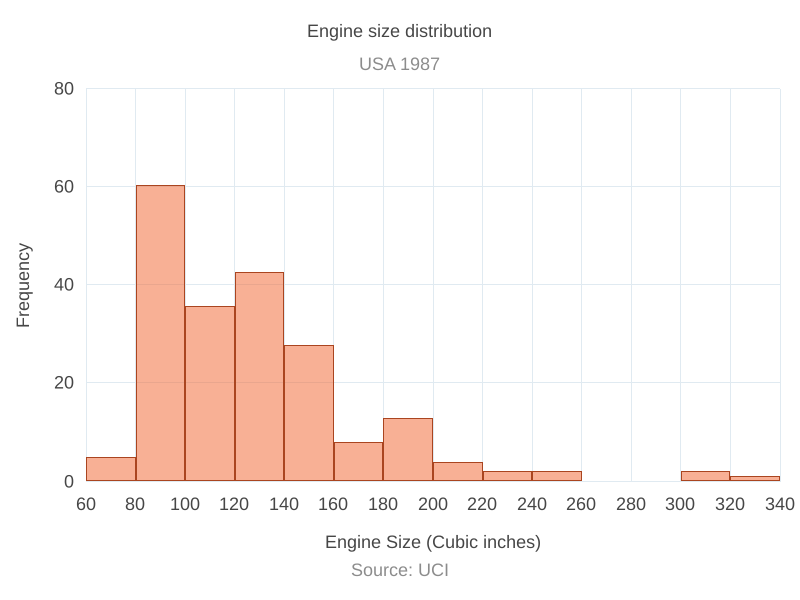 Engine size distribution
USA 1987
80
60
40
20
0
Frequency
60 80 100 120 140 160 180 200 220 240 260 280 300 320 340
Engine Size (Cubic inches)
Source: UCI